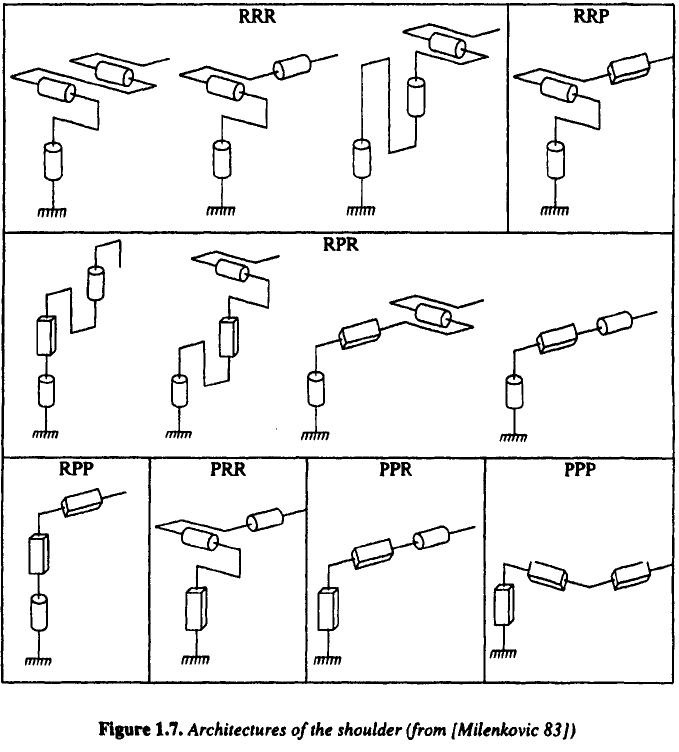 RRR
RRP
RPR
RPP
PRR
PPR
PPP
Figure 1.7. Architectures of the shoulder (from [Milenkovic 83])